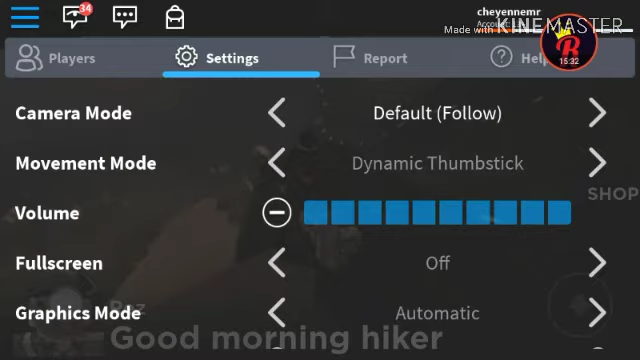 34
cheyennemr
Made with KINEMASTER
R
15:32
Players
Settings
Report
Help
Camera Mode
Default (Follow)
Movement Mode
Dynamic Thumbstick
Volume
SHOP
Fullscreen
Off
Graphics Mode
Automatic
Good morning hiker